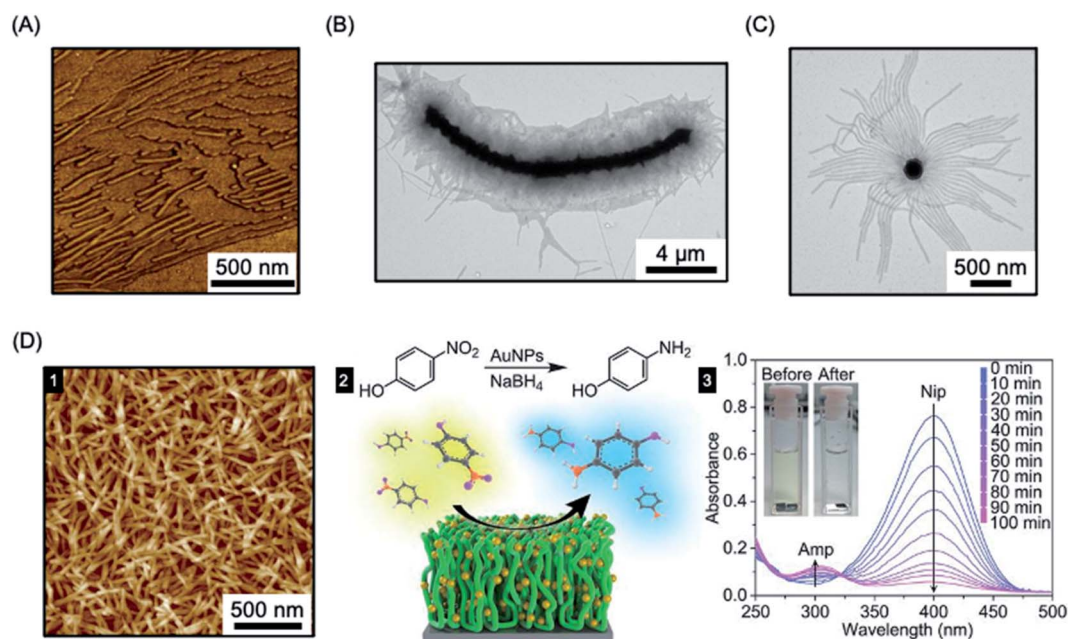 (A)
500 nm
(B)
4 μm
(C)
500 nm
(D)
1
500 nm
2
NO₂
HO
AuNPs
NaBH₄
NH₂
HO
3
Before After
Nip
Amp
0 min
10 min
20 min
30 min
40 min
50 min
60 min
70 min
80 min
90 min
100 min
Absorbance
1.0
0.8
0.6
0.4
0.2
0.0
250 300 350 400 450 500
Wavelength (nm)